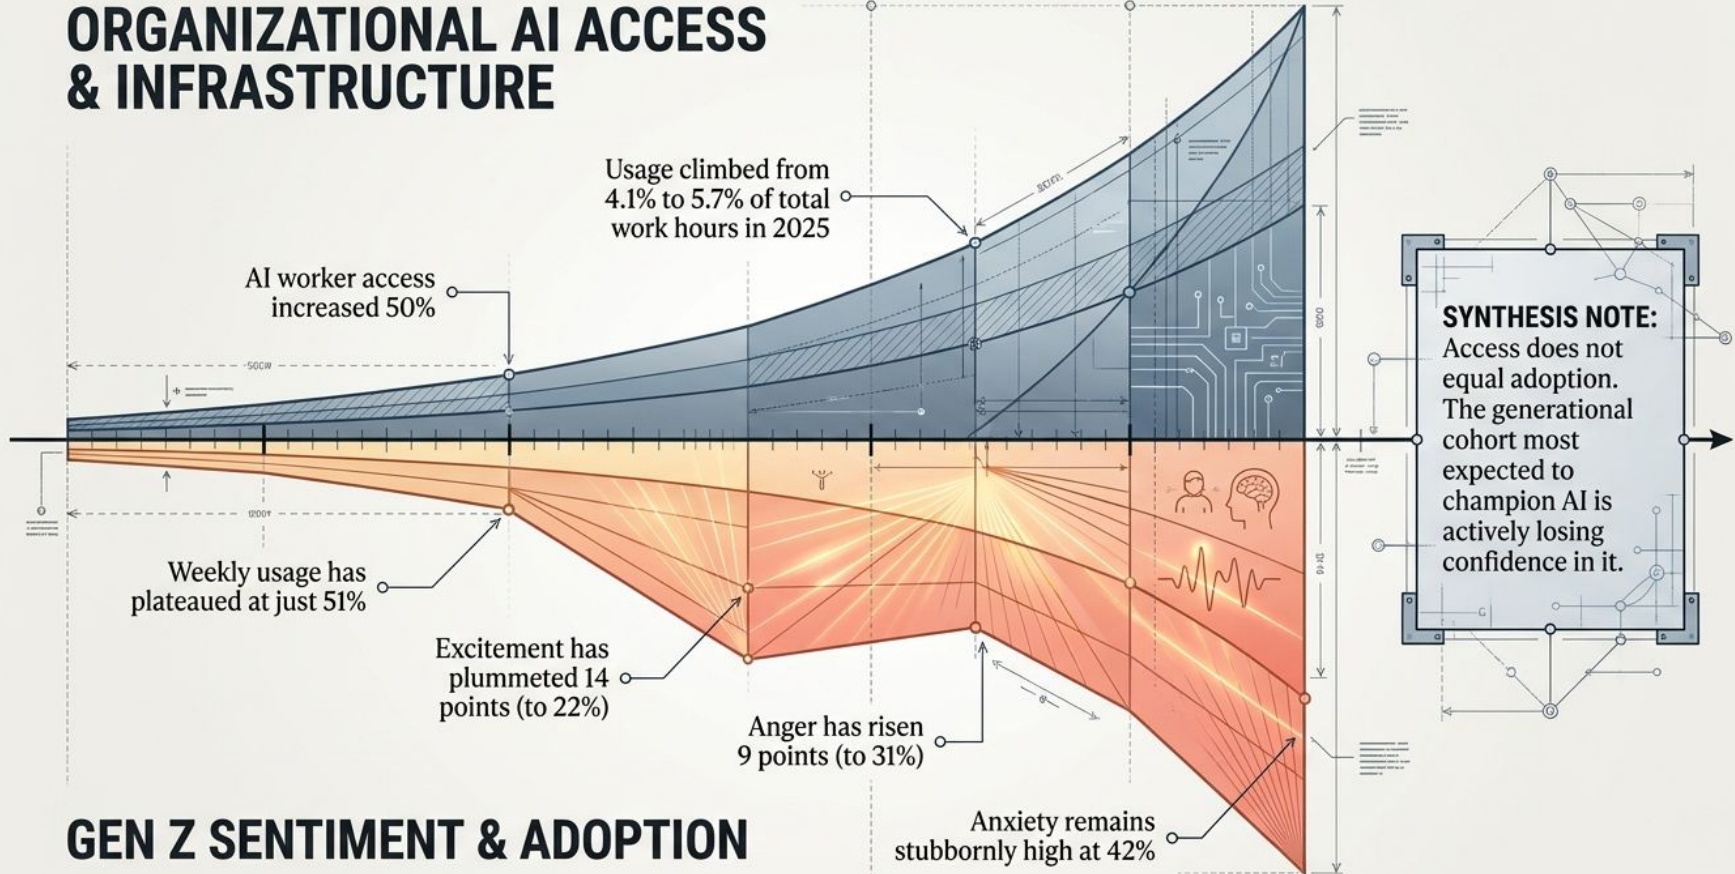 ORGANIZATIONAL AI ACCESS
& INFRASTRUCTURE
Usage climbed from
4.1% to 5.7% of total
work hours in 2025
AI worker access
increased 50%
SYNTHESIS NOTE:
Access does not
equal adoption.
The generational
cohort most
expected to
champion AI is
actively losing
confidence in it.
Weekly usage has
plateaued at just 51%
Excitement has
plummeted 14
points (to 22%)
Anger has risen
9 points (to 31%)
Anxiety remains
stubbornly high at 42%
GEN Z SENTIMENT & ADOPTION